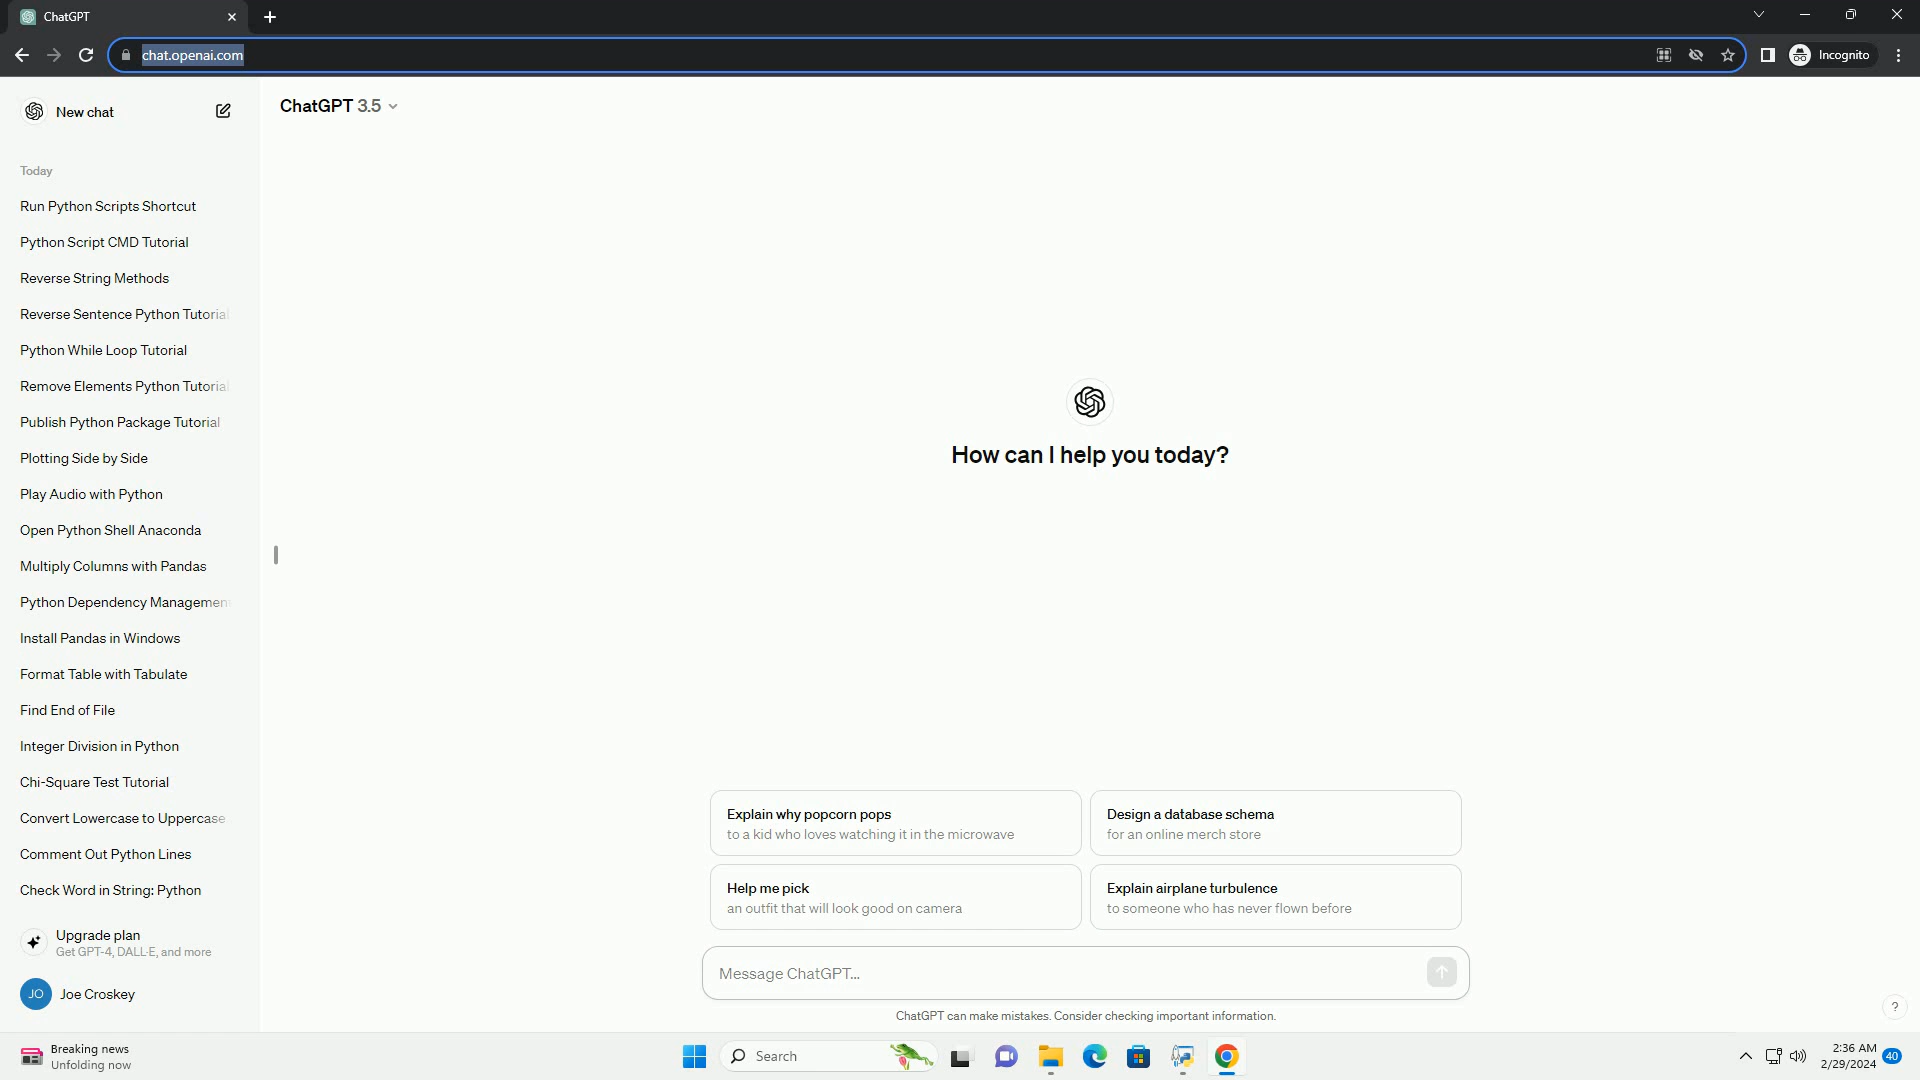 ChatGPT
chat.openai.com
Incognito
New chat
ChatGPT 3.5
Today
Run Python Scripts Shortcut
Python Script CMD Tutorial
Reverse String Methods
Reverse Sentence Python Tutorial
Python While Loop Tutorial
Remove Elements Python Tutorial
Publish Python Package Tutorial
Plotting Side by Side
Play Audio with Python
Open Python Shell Anaconda
Multiply Columns with Pandas
Python Dependency Managemen
Install Pandas in Windows
Format Table with Tabulate
Find End of File
Integer Division in Python
Chi-Square Test Tutorial
Convert Lowercase to Uppercase
Comment Out Python Lines
Check Word in String: Python
Upgrade plan
Get GPT-4, DALL·E, and more
JO Joe Croskey
How can I help you today?
Explain why popcorn pops
to a kid who loves watching it in the microwave
Design a database schema
for an online merch store
Help me pick
an outfit that will look good on camera
Explain airplane turbulence
to someone who has never flown before
Message ChatGPT...
ChatGPT can make mistakes. Consider checking important information.
?
Breaking news
Unfolding now
Search
2:36 AM
2/29/2024
40